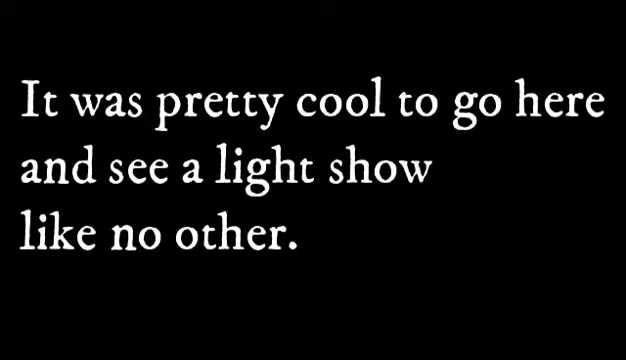 It was pretty cool to go here
and see a light show
like no other.